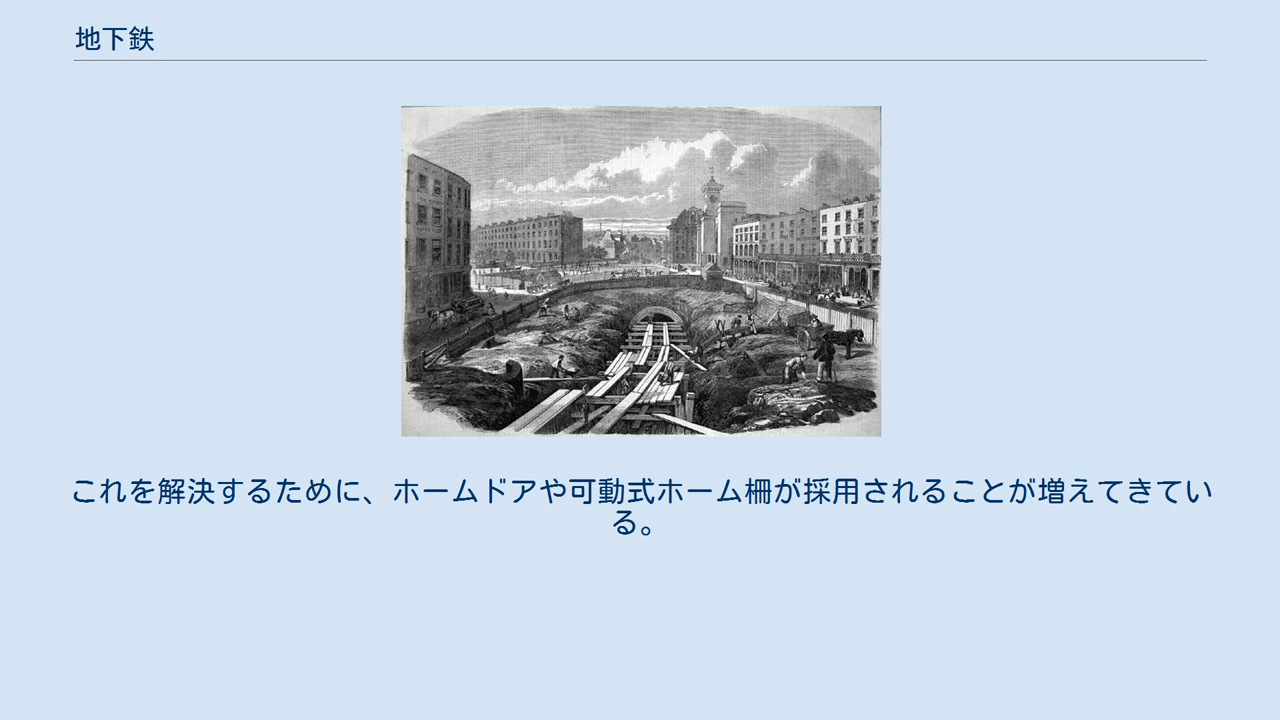 地下鉄
これを解決するために、ホームドアや可動式ホーム柵が採用されることが増えてきてい
る。